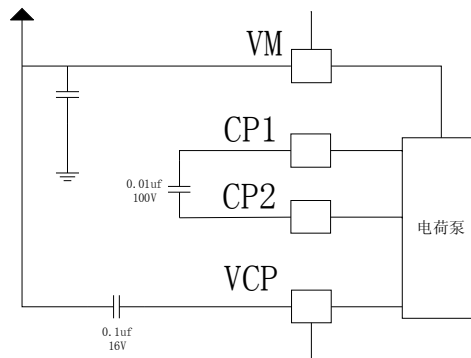 VM
CP1
0.01uf
100V
CP2
电荷泵
VCP
0.1uf
16V